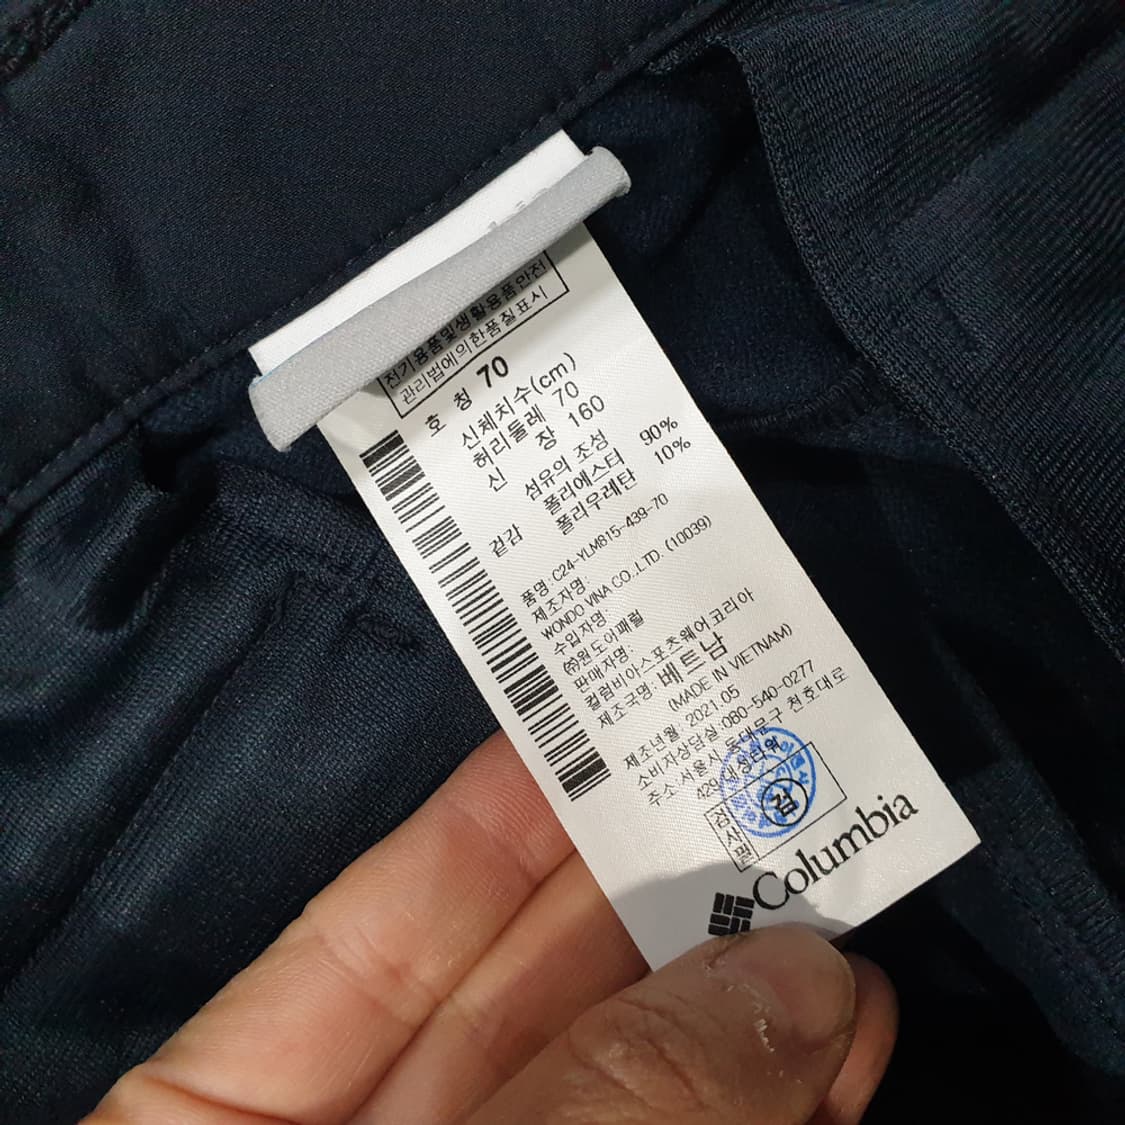 전기용품및생활용품안전
관리법에의한품질표시
호 칭 70
신체치수(cm)
허리둘레 70
신 장 160
섬유의 조성
폴리에스터 90%
겉감 폴리우레탄 10%
품명: C24-YLM815-439-70
제조자명:
WONDO VINA CO.,LTD. (10039)
수입자명:
㈜원도어패럴
판매자명:
컬럼비아스포츠웨어코리아
제조국명: 베트남
(MADE IN VIETNAM)
제조년월: 2021.05
소비자상담실:080-540-0277
주소:서울시 동대문구 천호대로
429 대성타워
검사필
검
Columbia